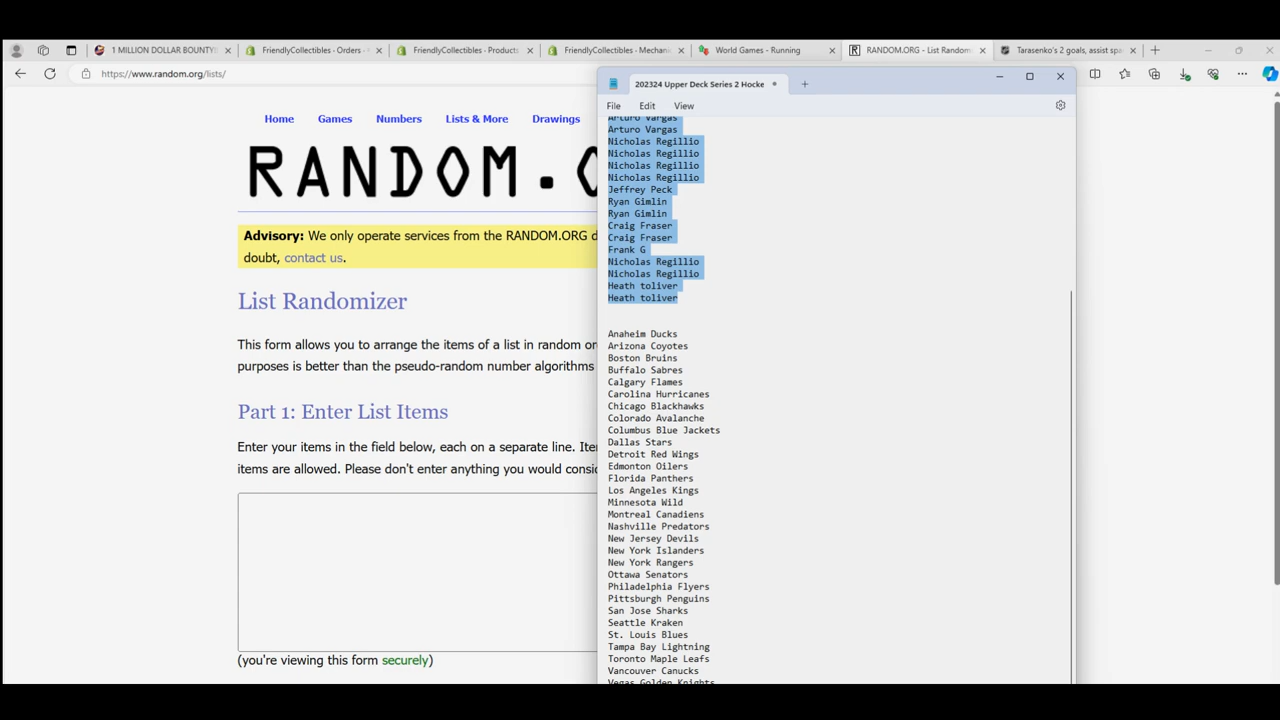 1 MILLION DOLLAR BOUNTY
FriendlyCollectibles - Orders -
FriendlyCollectibles - Products
FriendlyCollectibles - Mechani
World Games - Running
RANDOM.ORG - List Random
Tarasenko's 2 goals, assist spa
https://www.random.org/lists/
202324 Upper Deck Series 2 Hocke
File Edit View
Home Games Numbers Lists & More Drawings
RANDOM.O
Advisory: We only operate services from the RANDOM.ORG d
doubt, contact us.
List Randomizer
This form allows you to arrange the items of a list in random or
purposes is better than the pseudo-random number algorithms
Part 1: Enter List Items
Enter your items in the field below, each on a separate line. Ite
items are allowed. Please don't enter anything you would consi
(you're viewing this form securely)
Arturo Vargas
Arturo Vargas
Nicholas Regillio
Nicholas Regillio
Nicholas Regillio
Nicholas Regillio
Jeffrey Peck
Ryan Gimlin
Ryan Gimlin
Craig Fraser
Craig Fraser
Frank G
Nicholas Regillio
Nicholas Regillio
Heath toliver
Heath toliver
Anaheim Ducks
Arizona Coyotes
Boston Bruins
Buffalo Sabres
Calgary Flames
Carolina Hurricanes
Chicago Blackhawks
Colorado Avalanche
Columbus Blue Jackets
Dallas Stars
Detroit Red Wings
Edmonton Oilers
Florida Panthers
Los Angeles Kings
Minnesota Wild
Montreal Canadiens
Nashville Predators
New Jersey Devils
New York Islanders
New York Rangers
Ottawa Senators
Philadelphia Flyers
Pittsburgh Penguins
San Jose Sharks
Seattle Kraken
St. Louis Blues
Tampa Bay Lightning
Toronto Maple Leafs
Vancouver Canucks
Vegas Golden Knights